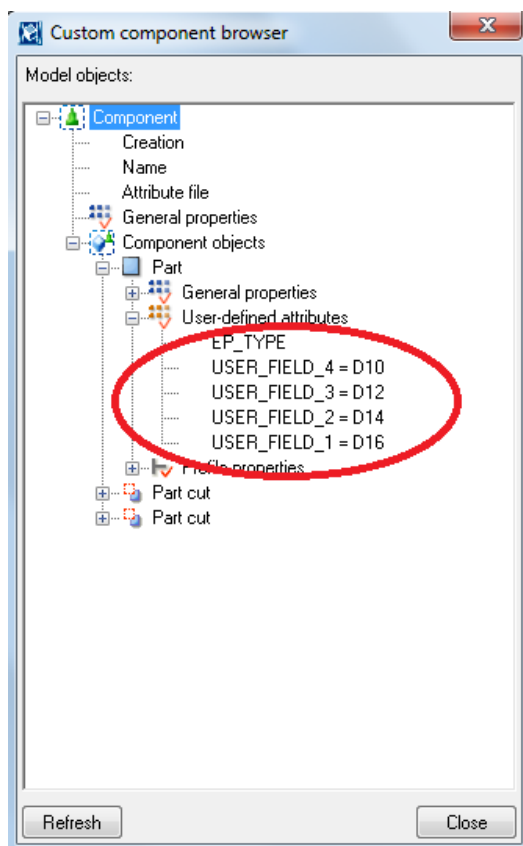 Custom component browser
Model objects:
Component
Creation
Name
Attribute file
General properties
Component objects
Part
General properties
User-defined attributes
EP_TYPE
USER_FIELD_4 = D10
USER_FIELD_3 = D12
USER_FIELD_2 = D14
USER_FIELD_1 = D16
Profile properties
Part cut
Part cut
Refresh Close